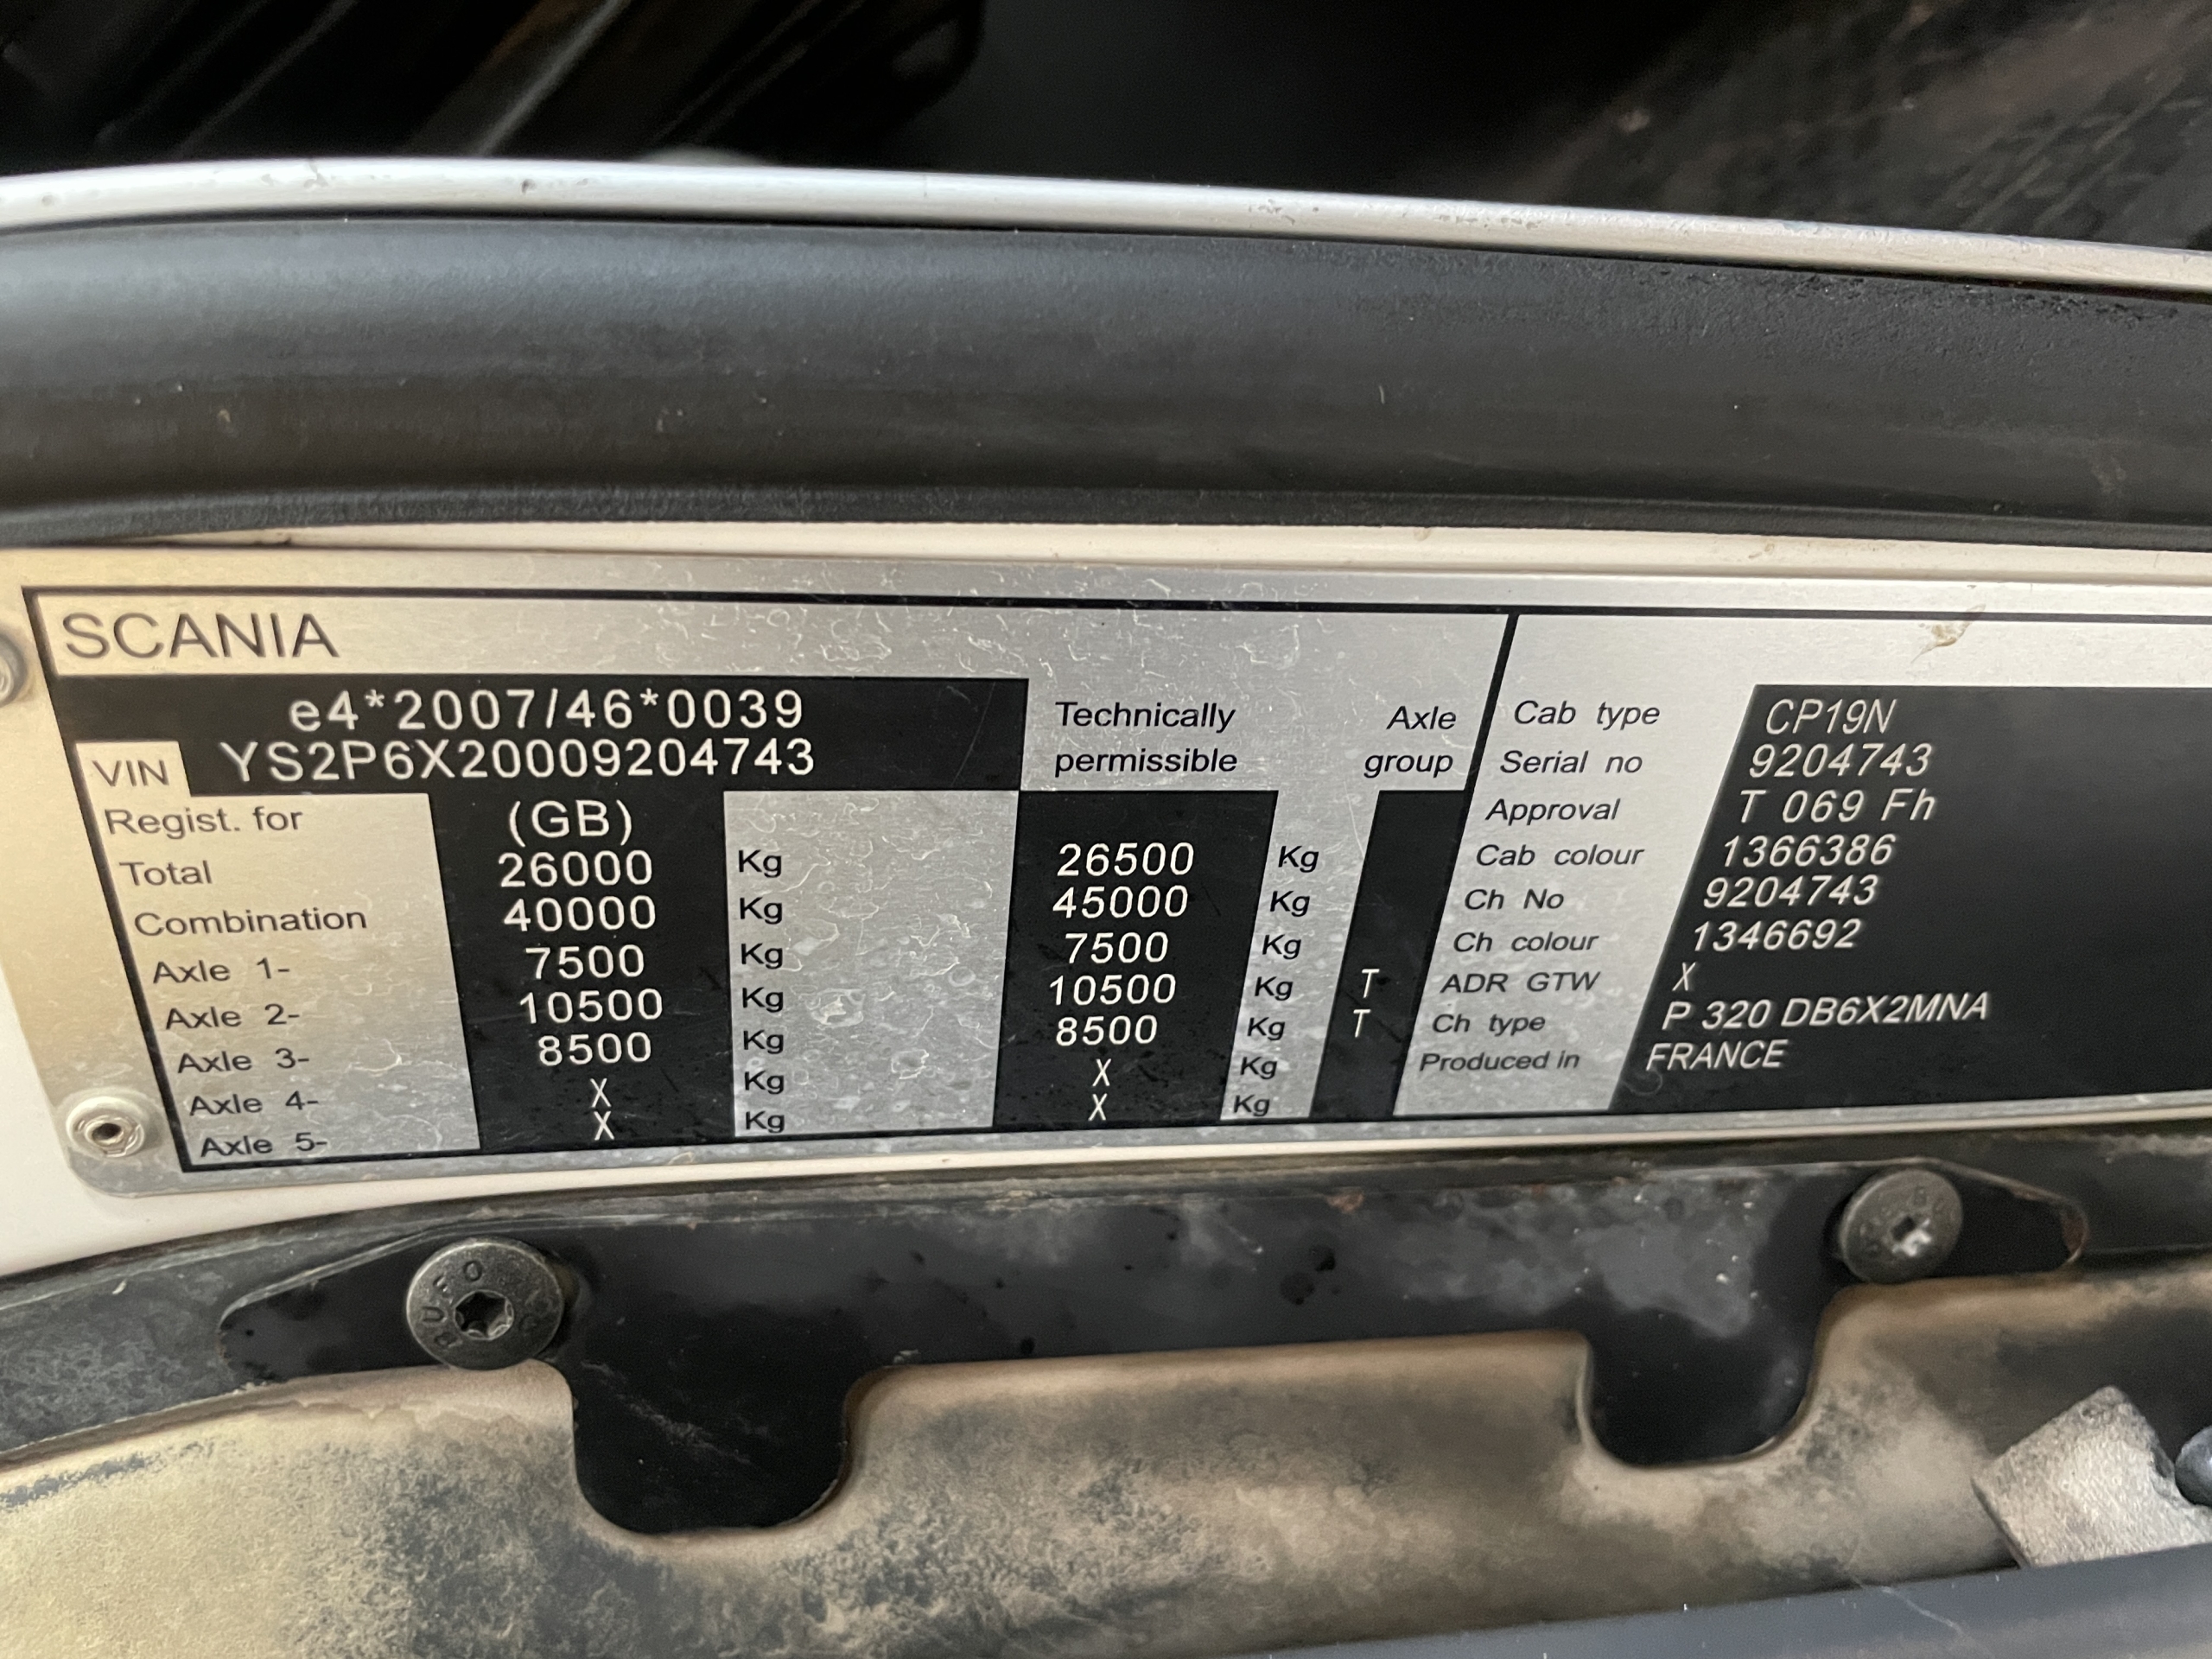 SCANIA
e4*2007/46*0039
VIN YS2P6X20009204743
Technically permissible
Axle group
Regist. for (GB)
Total 26000 Kg 26500 Kg
Combination 40000 Kg 45000 Kg
Axle 1- 7500 Kg 7500 Kg
Axle 2- 10500 Kg 10500 Kg T
Axle 3- 8500 Kg 8500 Kg T
Axle 4- X Kg X Kg
Axle 5- X Kg X Kg
Cab type CP19N
Serial no 9204743
Approval T 069 Fh
Cab colour 1366386
Ch No 9204743
Ch colour 1346692
ADR GTW X
Ch type P 320 DB6X2MNA
Produced in FRANCE